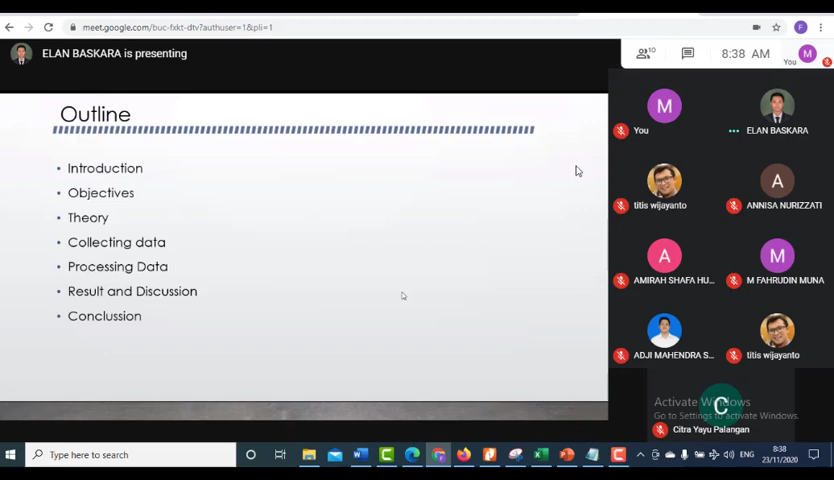 meet.google.com/buc-fxkt-dtv?authuser=1&pli=1
F
ELAN BASKARA is presenting
10
8:38 AM
You
M
Outline
Introduction
Objectives
Theory
Collecting data
Processing Data
Result and Discussion
Conclussion
M
You
ELAN BASKARA
titis wijayanto
A
ANNISA NURIZZATI
A
AMIRAH SHAFA HU...
M
M FAHRUDIN MUNA
ADJI MAHENDRA S...
titis wijayanto
C
Citra Yayu Palangan
Activate Windows
Go to Settings to activate Windows.
Type here to search
ENG
8:38
23/11/2020